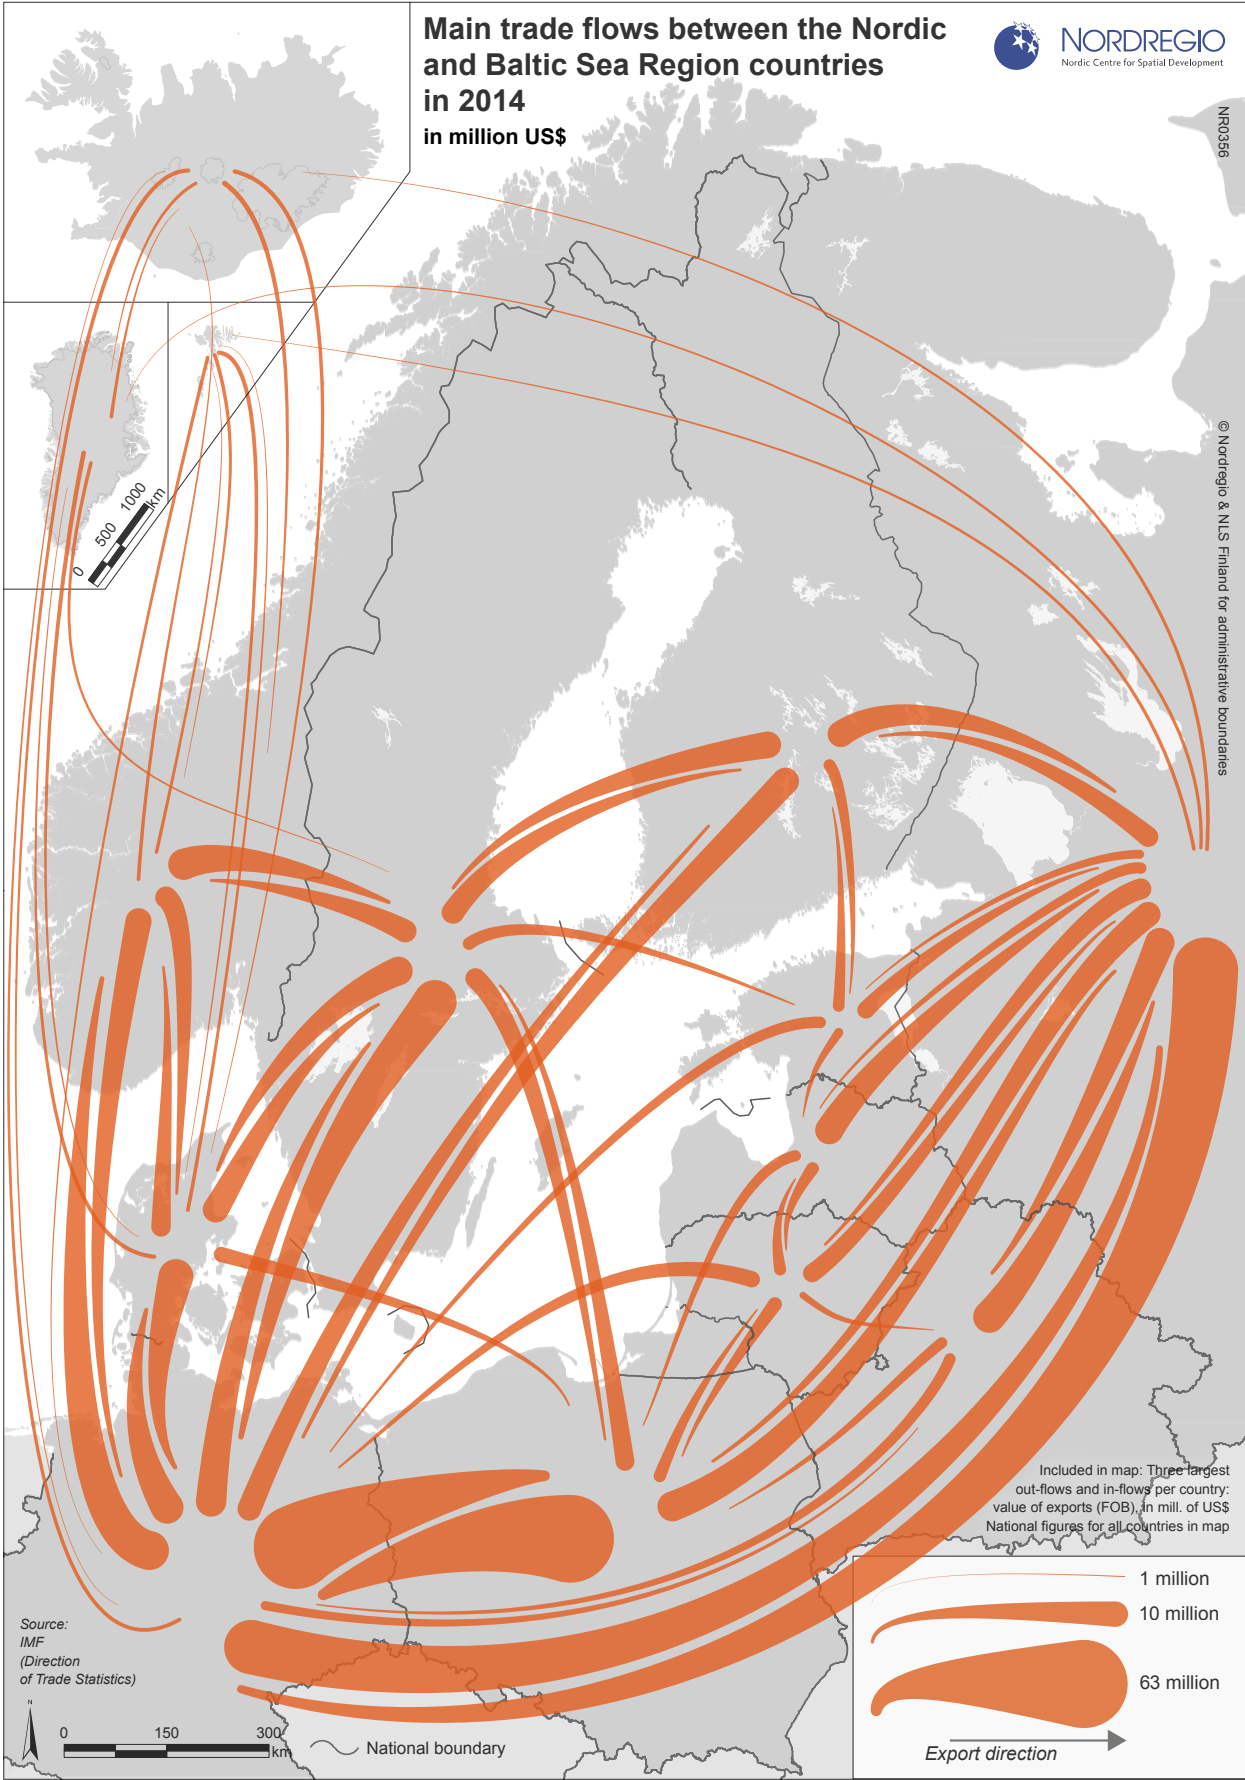 Main trade flows between the Nordic
and Baltic Sea Region countries
in 2014
in million US$
NORDREGIO
Nordic Centre for Spatial Development
NR0356
© Nordregio & NLS Finland for administrative boundaries
0
500
1000
km
Included in map: Three largest
out-flows and in-flows per country:
value of exports (FOB), in mill. of US$
National figures for all countries in map
1 million
10 million
63 million
Export direction
Source:
IMF
(Direction
of Trade Statistics)
N
0
150
300
km
National boundary